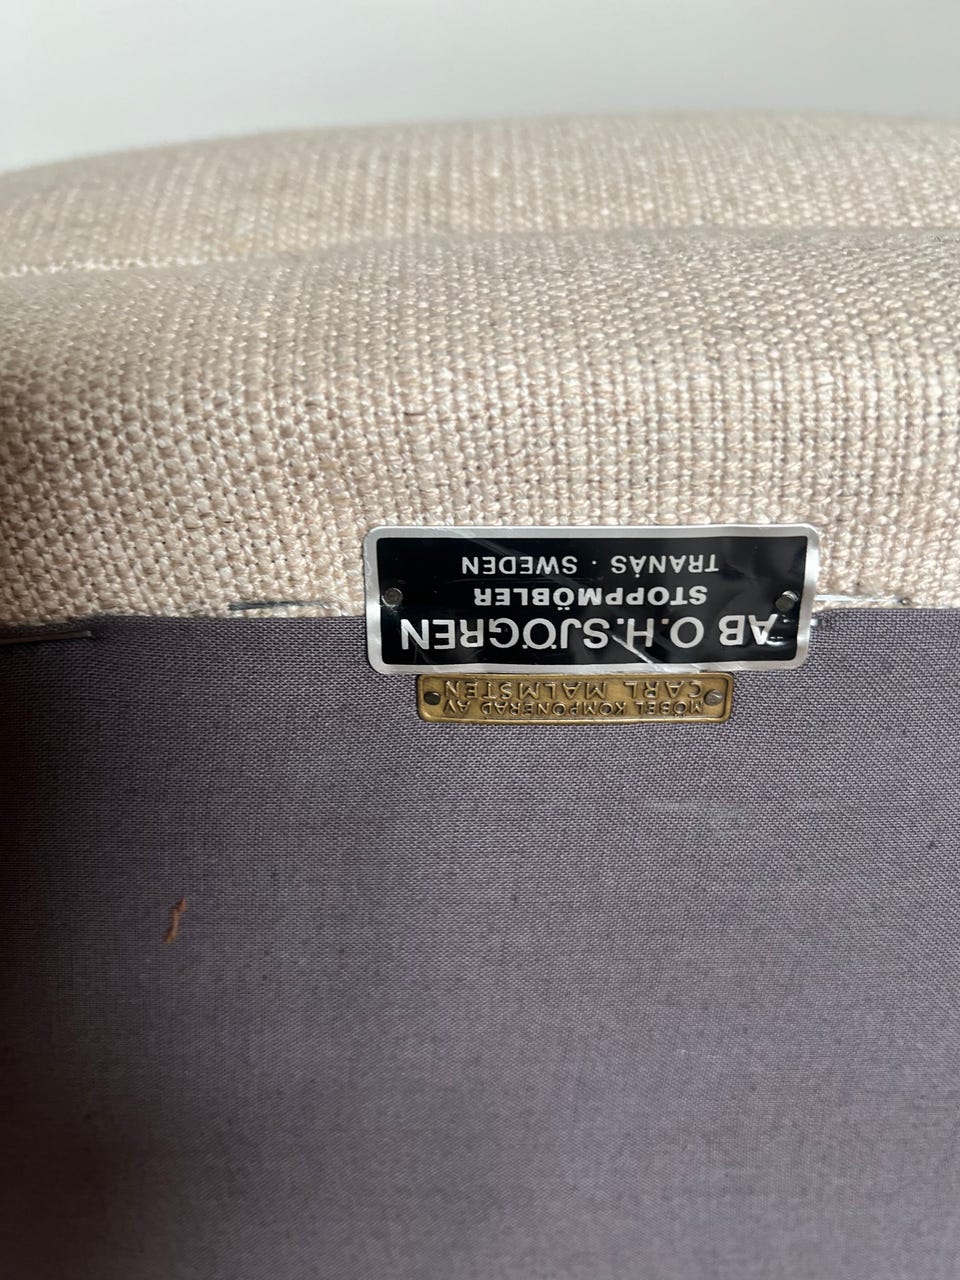 AB O.H.SJÖGREN
STOPPMÖBLER
TRANÅS · SWEDEN
MÖBEL KOMPONERAD AV
CARL MALMSTEN